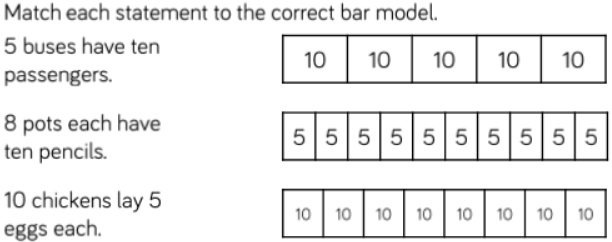 Match each statement to the correct bar model.
5 buses have ten
passengers.
10 10 10 10 10
8 pots each have
ten pencils.
5 5 5 5 5 5 5 5 5 5
10 chickens lay 5
eggs each.
10 10 10 10 10 10 10 10